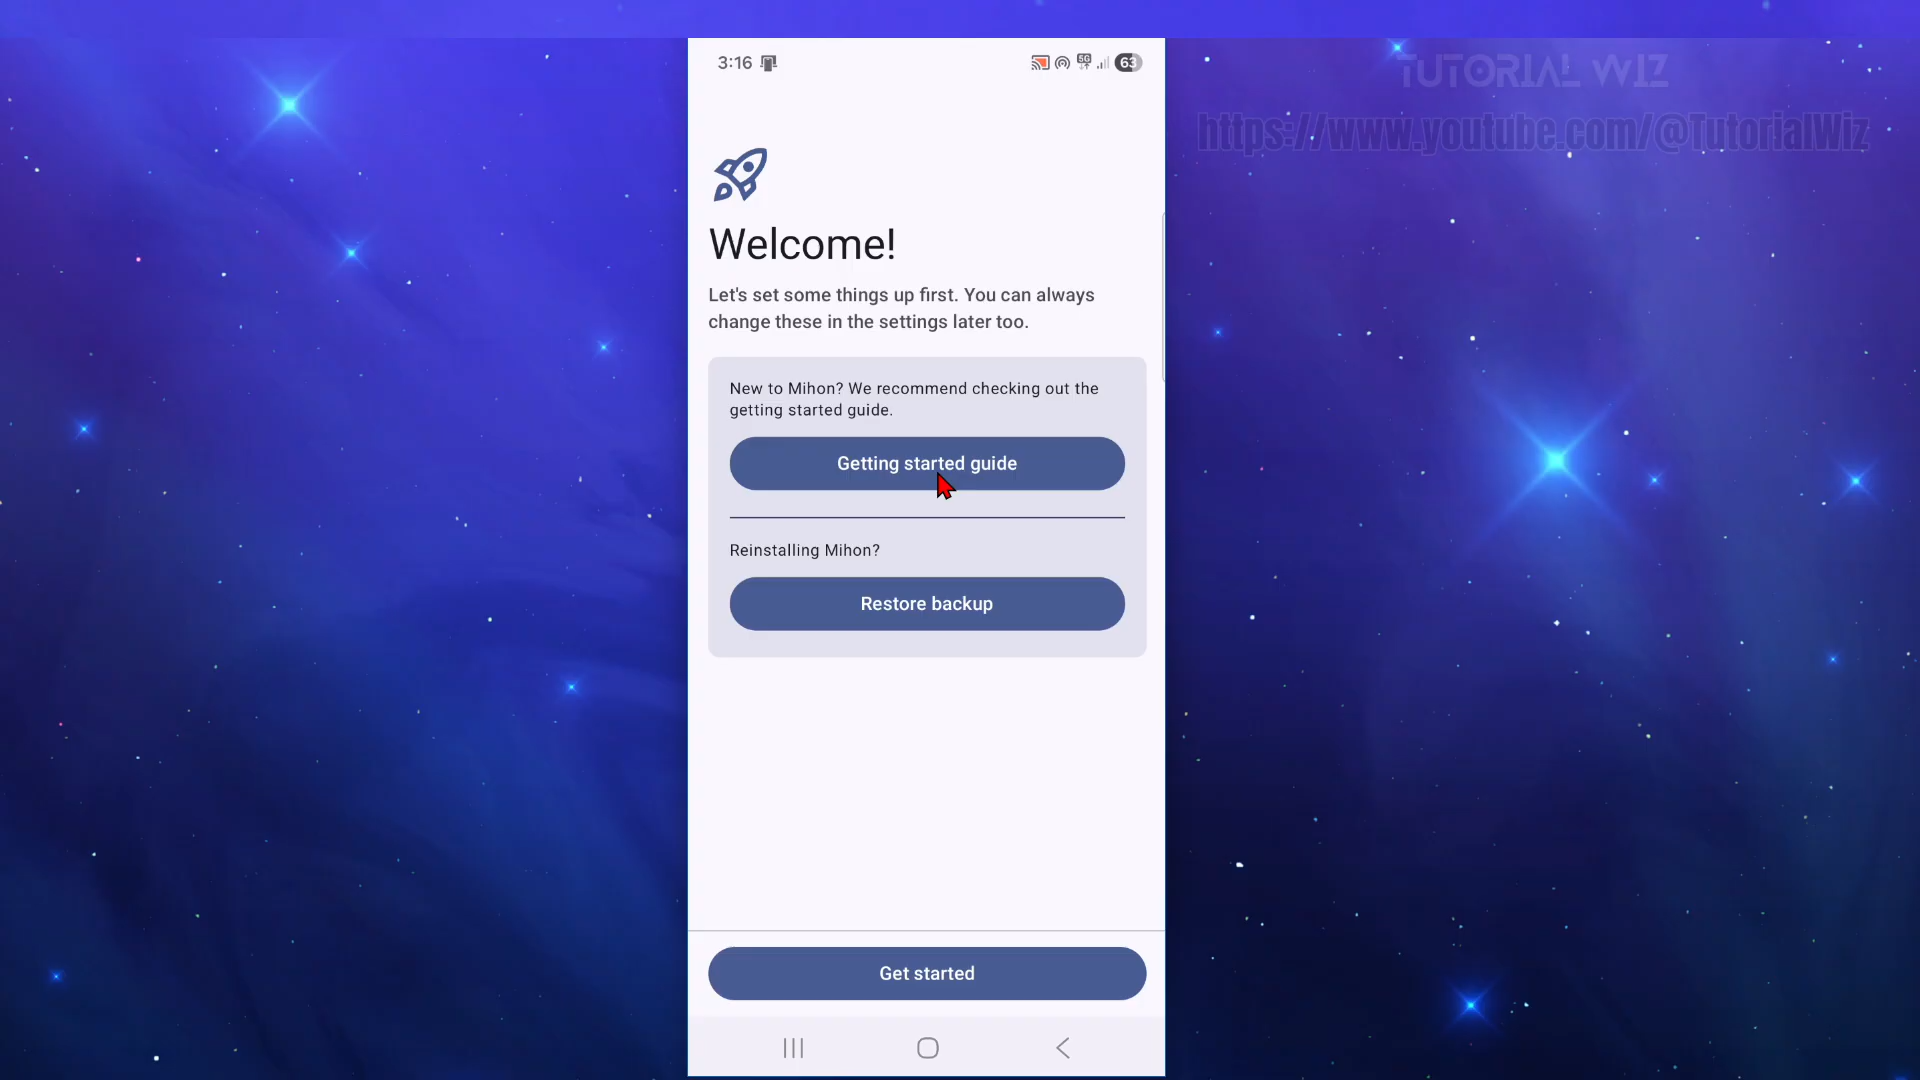 3:16
5G
63
TUTORIAL WIZ
https://www.youtube.com/@TutorialWiz
Welcome!
Let's set some things up first. You can always
change these in the settings later too.
New to Mihon? We recommend checking out the
getting started guide.
Getting started guide
Reinstalling Mihon?
Restore backup
Get started